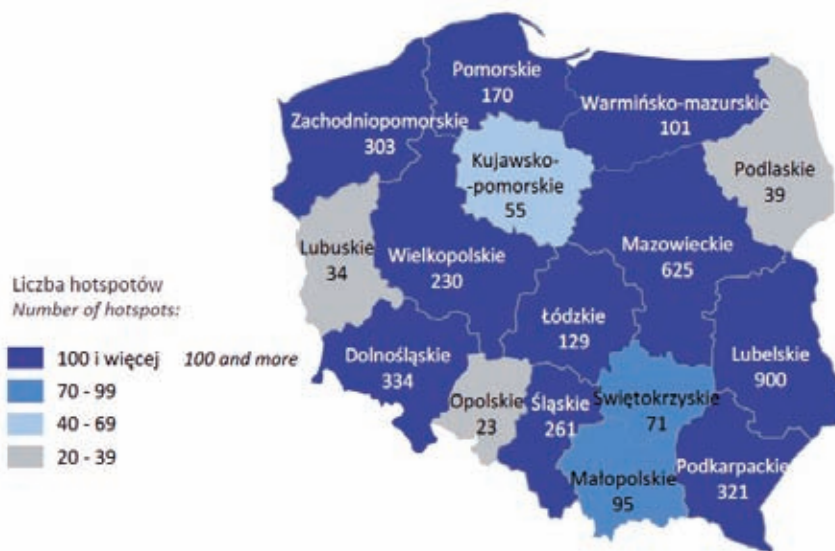 Pomorskie
170
Warmińsko-mazurskie
101
Zachodniopomorskie
303
Kujawsko-
-pomorskie
55
Podlaskie
39
Lubuskie
34
Wielkopolskie
230
Mazowieckie
625
Liczba hotspotów
Number of hotspots:
100 i więcej 100 and more
70 - 99
40 - 69
20 - 39
Łódzkie
129
Dolnośląskie
334
Lubelskie
900
Opolskie
23
Śląskie
261
Świętokrzyskie
71
Małopolskie
95
Podkarpackie
321